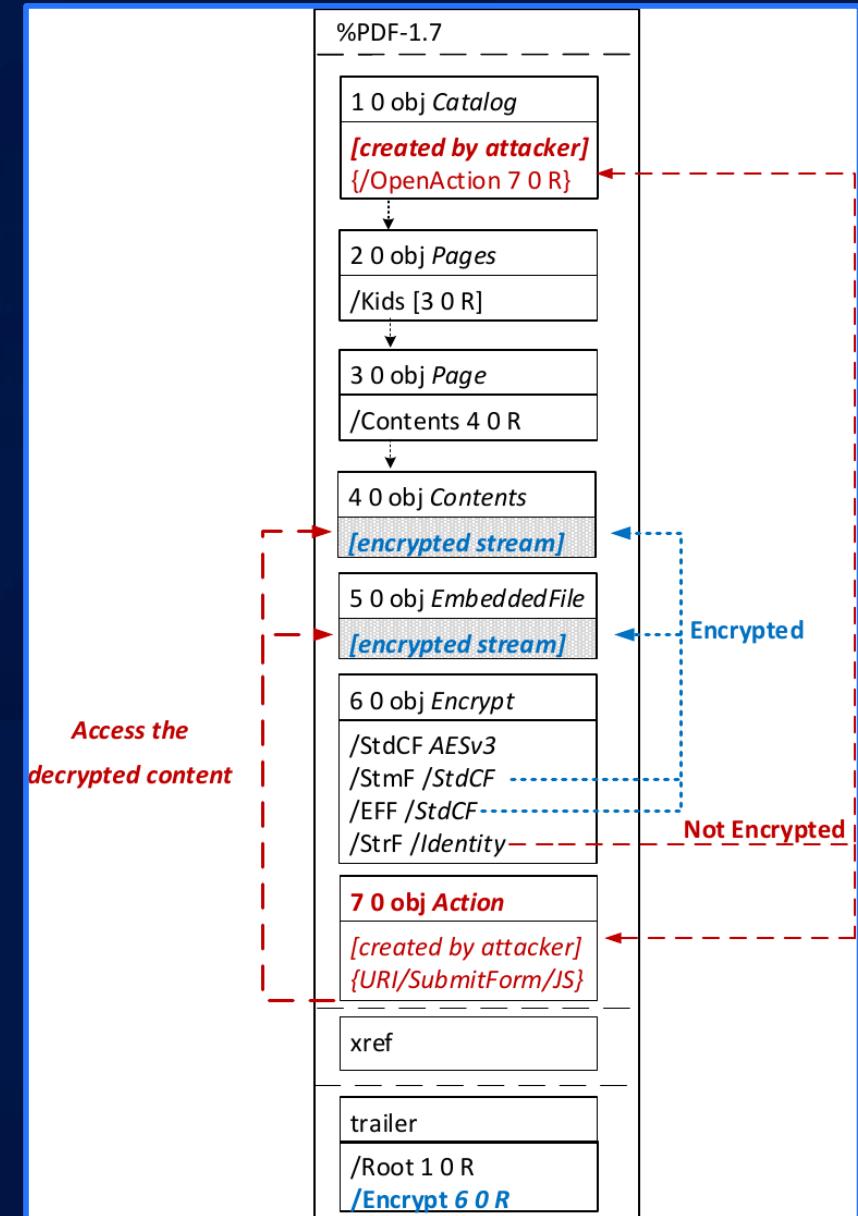 %PDF-1.7
1 0 obj Catalog
[created by attacker]
{/OpenAction 7 0 R}
2 0 obj Pages
/Kids [3 0 R]
3 0 obj Page
/Contents 4 0 R
4 0 obj Contents
[encrypted stream]
5 0 obj EmbeddedFile
[encrypted stream]
Encrypted
6 0 obj Encrypt
/StdCF AESv3
/StmF /StdCF
/EFF /StdCF
/StrF /Identity
Access the
decrypted content
Not Encrypted
7 0 obj Action
[created by attacker]
{URI/SubmitForm/JS}
xref
trailer
/Root 1 0 R
/Encrypt 6 0 R